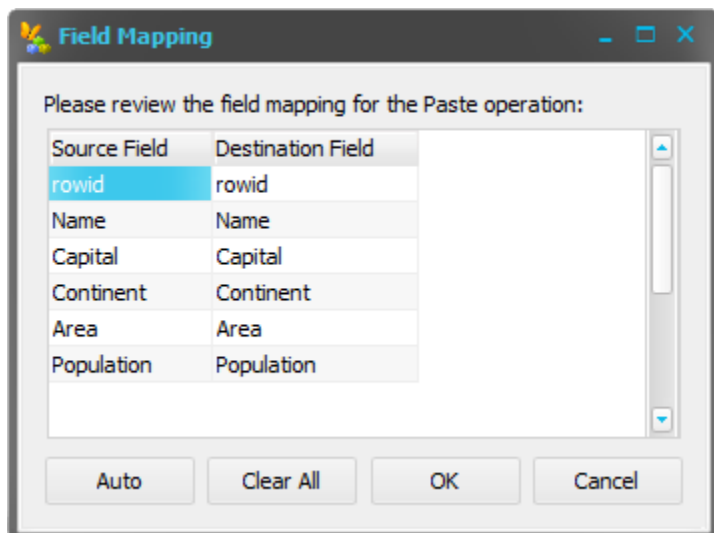 Field Mapping
Please review the field mapping for the Paste operation:
Source Field Destination Field
rowid rowid
Name Name
Capital Capital
Continent Continent
Area Area
Population Population
Auto Clear All OK Cancel